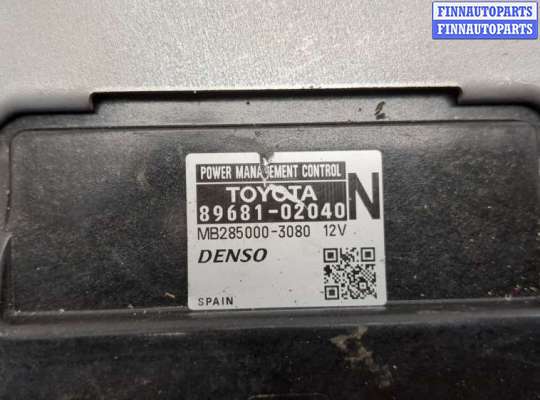 FINNAUTOPARTS
FINNAUTOPARTS
POWER MANAGEMENT CONTROL
TOYOTA
89681-02040 N
MB285000-3080 12V
DENSO
SPAIN